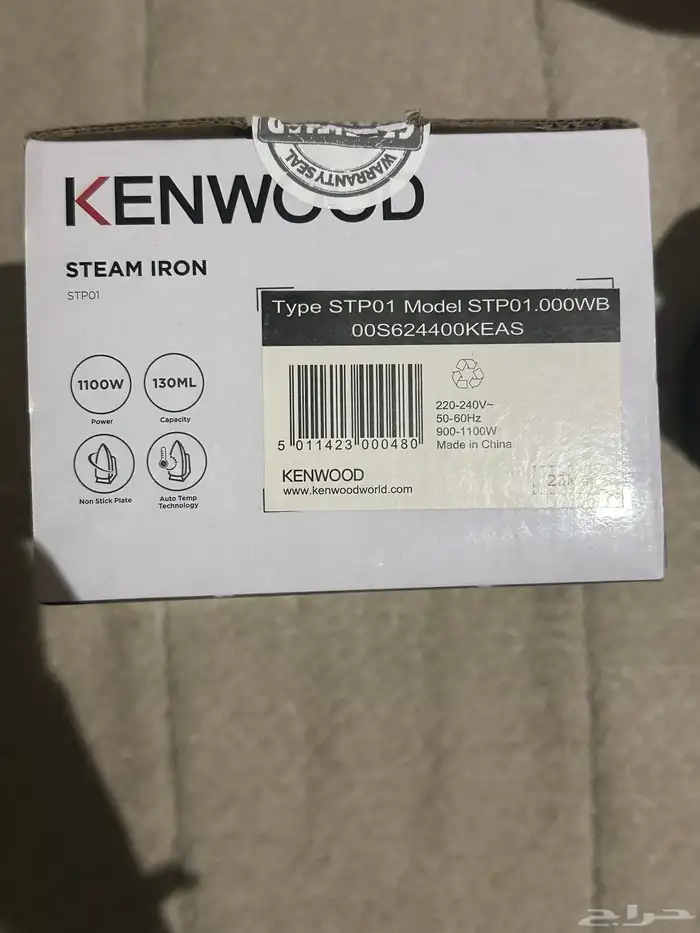 WARRANTY SEAL
KENWOOD
STEAM IRON
STP01
Type STP01 Model STP01.000WB
00S624400KEAS
1100W
Power
130ML
Capacity
Non Stick Plate
Auto Temp
Technology
5 011423 000480
220-240V~
50-60Hz
900-1100W
Made in China
KENWOOD
www.kenwoodworld.com
حراج